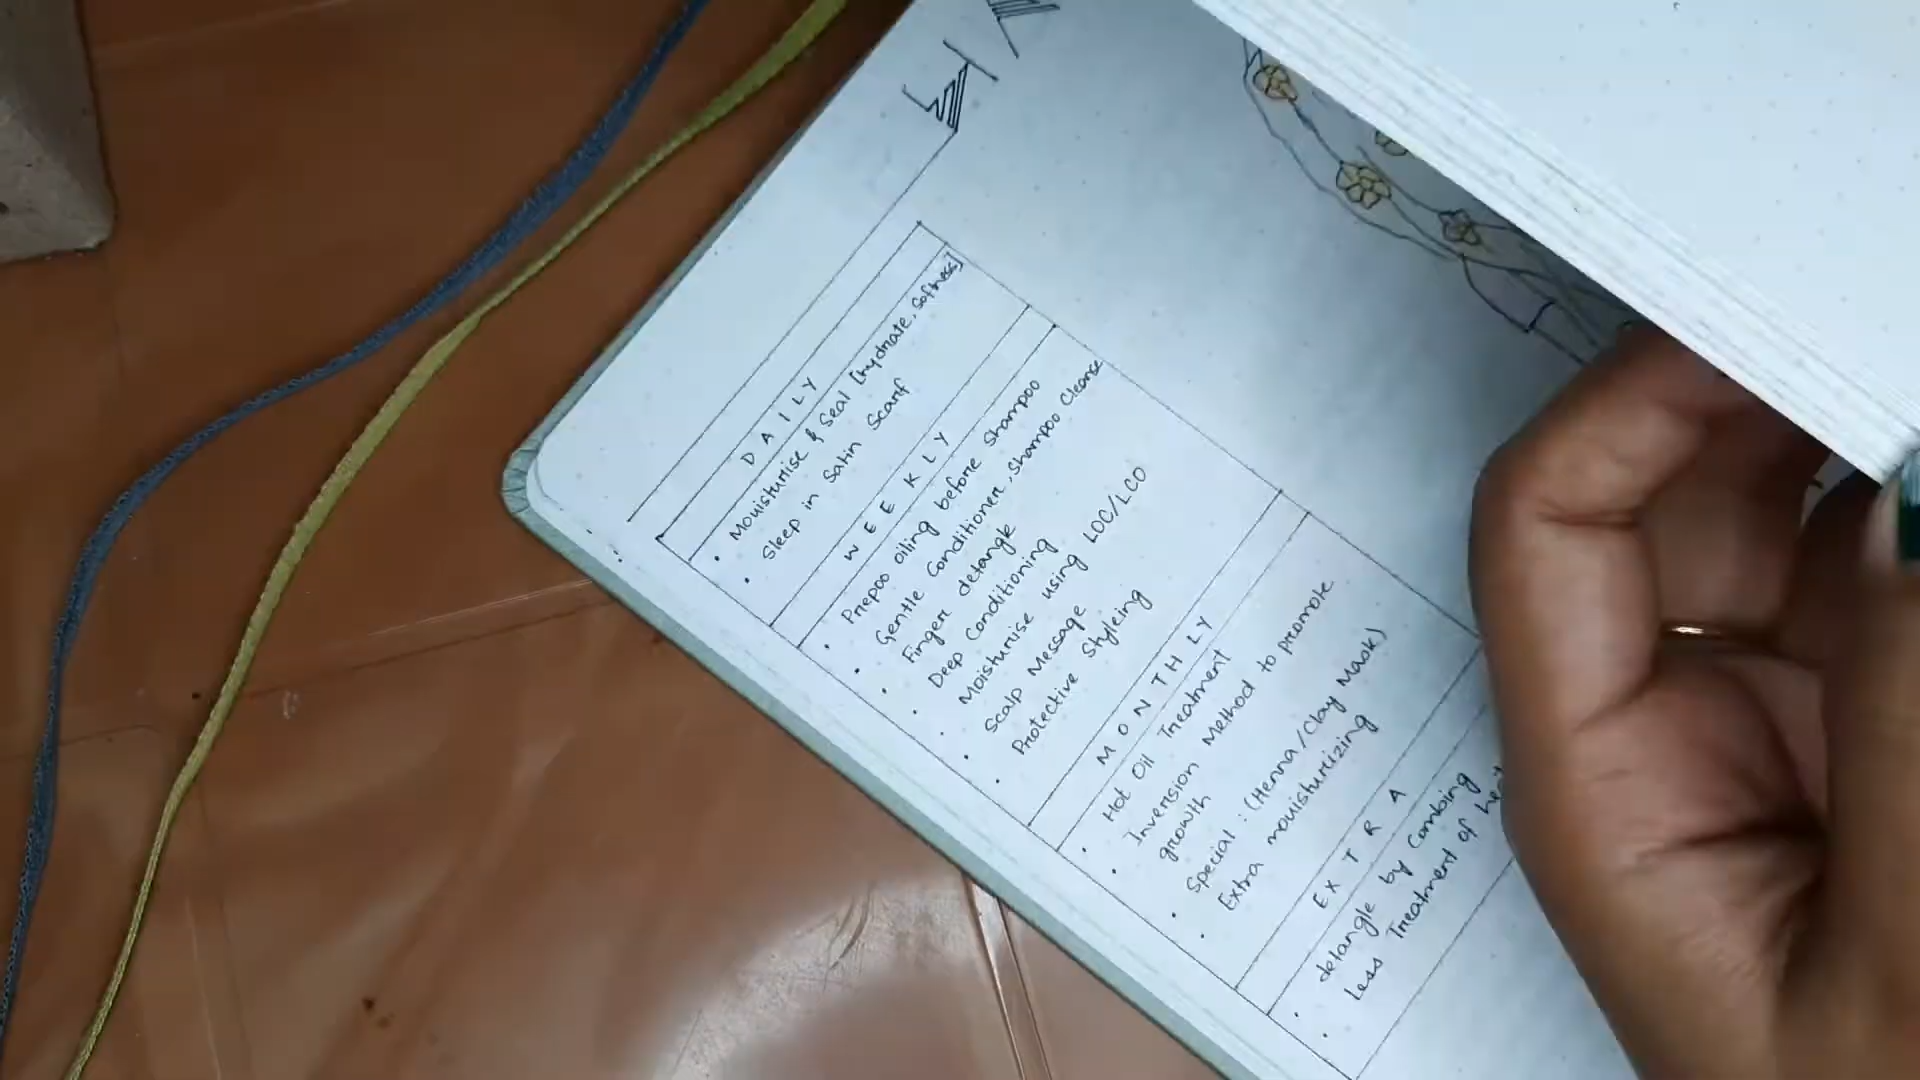 DAILY
• Mouisturise & Seal [hydrate, Softness]
• Sleep in Satin Scarf
WEEKLY
• Prepoo oiling before Shampoo
• Gentle Conditioner, Shampoo Cleanse
• Finger detangle
• Deep Conditioning
• Moisturise using LOC/LCO
• Scalp Message
• Protective Styleing
MONTHLY
• Hot Oil Treatment
• Inversion Method to promote
growth
• Special : (Henna/Clay Mask)
• Extra mouisturizing
EXTRA
• detangle by Combing
• Less Treatment of